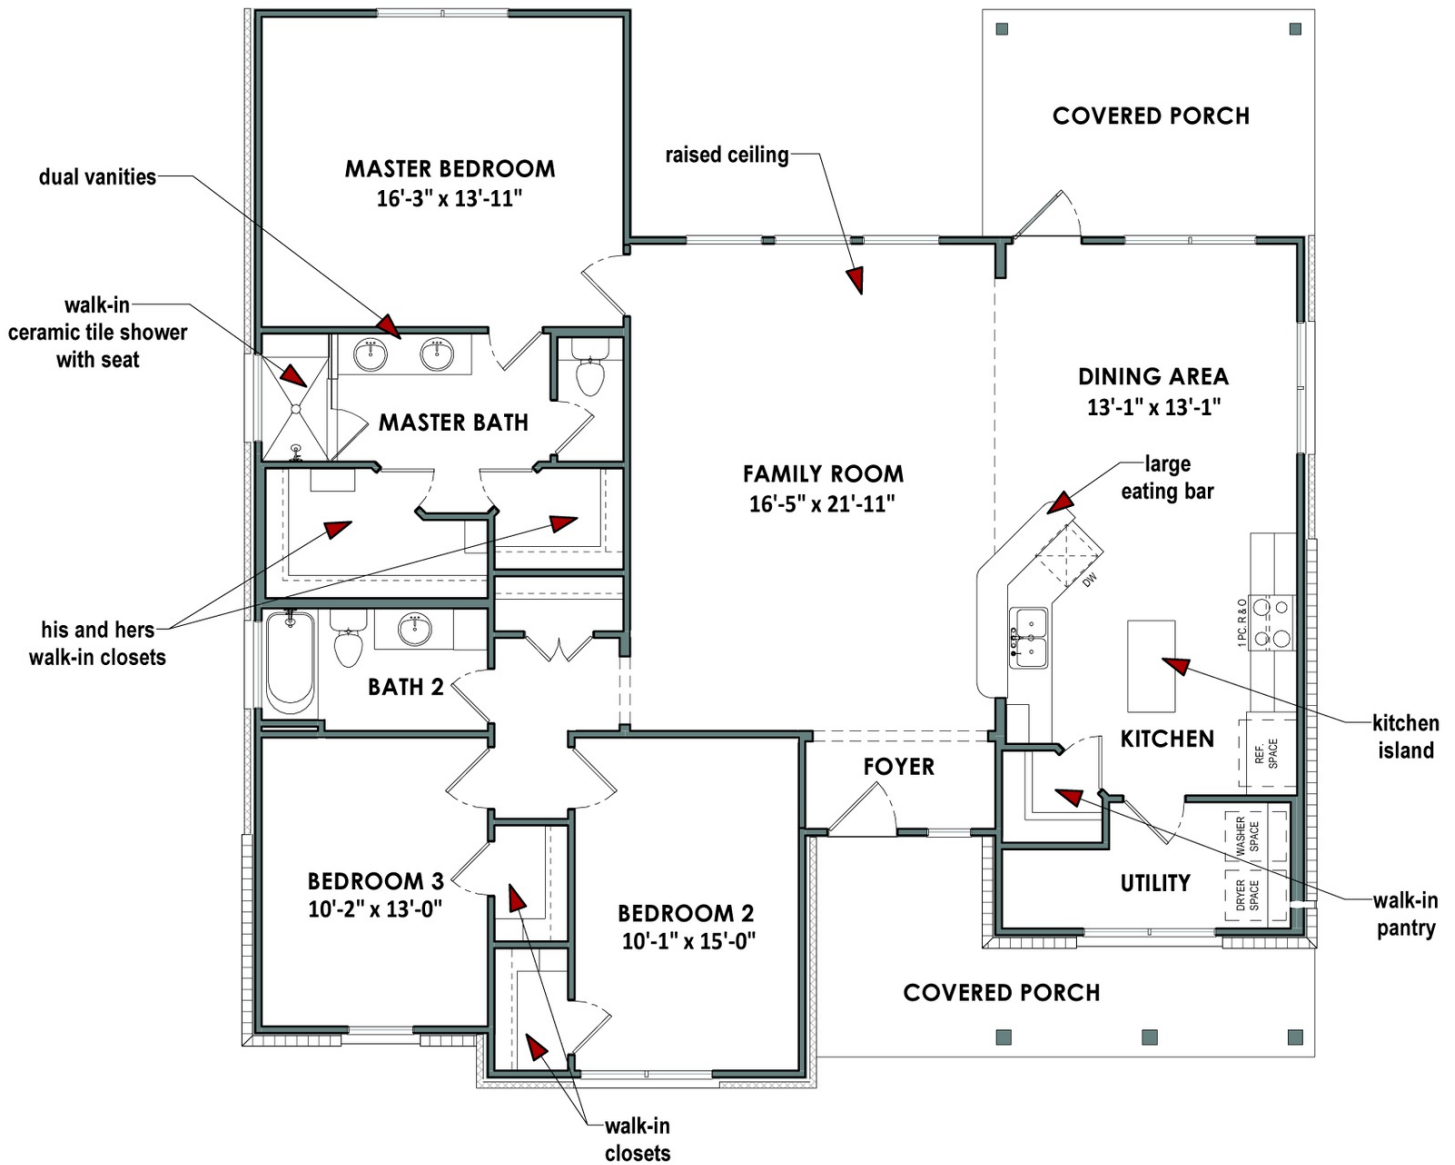 COVERED PORCH
raised ceiling
MASTER BEDROOM
16'-3" x 13'-11"
dual vanities
walk-in
ceramic tile shower
with seat
DINING AREA
13'-1" x 13'-1"
MASTER BATH
FAMILY ROOM
16'-5" x 21'-11"
large
eating bar
DW
1 PC. R & O
his and hers
walk-in closets
BATH 2
kitchen
island
KITCHEN
REF.
SPACE
FOYER
WASHER
SPACE
BEDROOM 3
10'-2" x 13'-0"
UTILITY
DRYER
SPACE
walk-in
pantry
BEDROOM 2
10'-1" x 15'-0"
COVERED PORCH
walk-in
closets